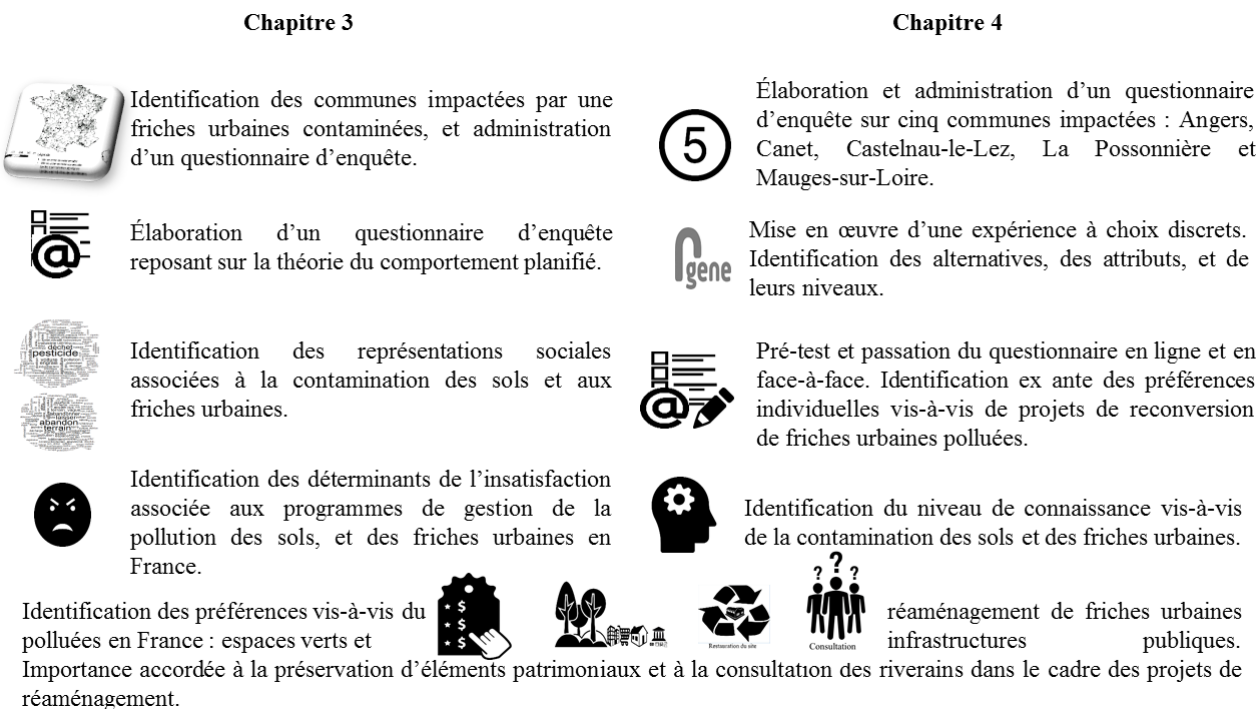 Chapitre 3
Identification des communes impactées par une
friches urbaines contaminées, et administration
d'un questionnaire d'enquête.
Élaboration d'un questionnaire d'enquête
reposant sur la théorie du comportement planifié.
déchet
pesticide
abandon
terrain
Identification des représentations sociales
associées à la contamination des sols et aux
friches urbaines.
Identification des déterminants de l'insatisfaction
associée aux programmes de gestion de la
pollution des sols, et des friches urbaines en
France.
Chapitre 4
5
Élaboration et administration d'un questionnaire
d'enquête sur cinq communes impactées : Angers,
Canet, Castelnau-le-Lez, La Possonnière et
Mauges-sur-Loire.
ngene
Mise en œuvre d'une expérience à choix discrets.
Identification des alternatives, des attributs, et de
leurs niveaux.
Pré-test et passation du questionnaire en ligne et en
face-à-face. Identification ex ante des préférences
individuelles vis-à-vis de projets de reconversion
de friches urbaines polluées.
Identification du niveau de connaissance vis-à-vis
de la contamination des sols et des friches urbaines.
Identification des préférences vis-à-vis du réaménagement de friches urbaines
polluées en France : espaces verts et infrastructures publiques.
Restauration du site
Consultation
Importance accordée à la préservation d'éléments patrimoniaux et à la consultation des riverains dans le cadre des projets de
réaménagement.